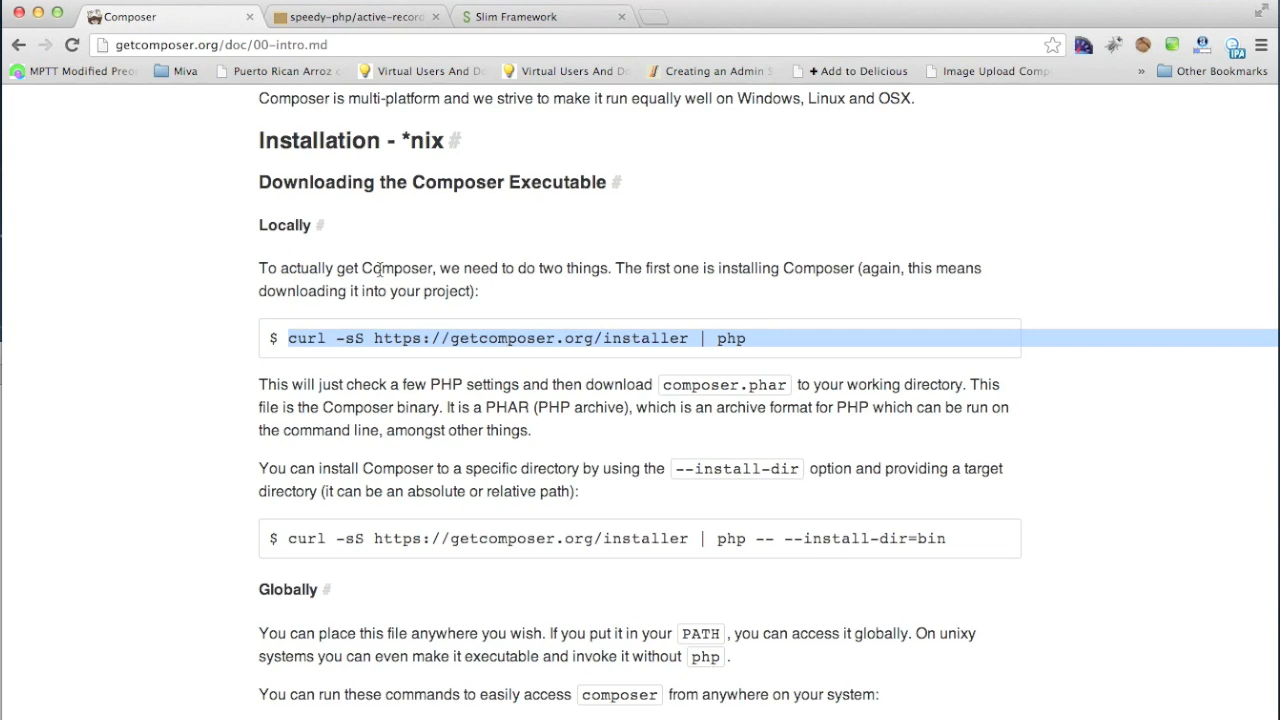 Composer
speedy-php/active-record
Slim Framework
getcomposer.org/doc/00-intro.md
IPA
MPTT Modified Preo
Miva
Puerto Rican Arroz c
Virtual Users And Do
Virtual Users And Do
Creating an Admin S
+ Add to Delicious
Image Upload Comp
»
Other Bookmarks
Composer is multi-platform and we strive to make it run equally well on Windows, Linux and OSX.
Installation - *nix #
Downloading the Composer Executable #
Locally #
To actually get Composer, we need to do two things. The first one is installing Composer (again, this means
downloading it into your project):
$ curl -sS https://getcomposer.org/installer | php
This will just check a few PHP settings and then download composer.phar to your working directory. This
file is the Composer binary. It is a PHAR (PHP archive), which is an archive format for PHP which can be run on
the command line, amongst other things.
You can install Composer to a specific directory by using the --install-dir option and providing a target
directory (it can be an absolute or relative path):
$ curl -sS https://getcomposer.org/installer | php -- --install-dir=bin
Globally #
You can place this file anywhere you wish. If you put it in your PATH, you can access it globally. On unixy
systems you can even make it executable and invoke it without php.
You can run these commands to easily access composer from anywhere on your system: